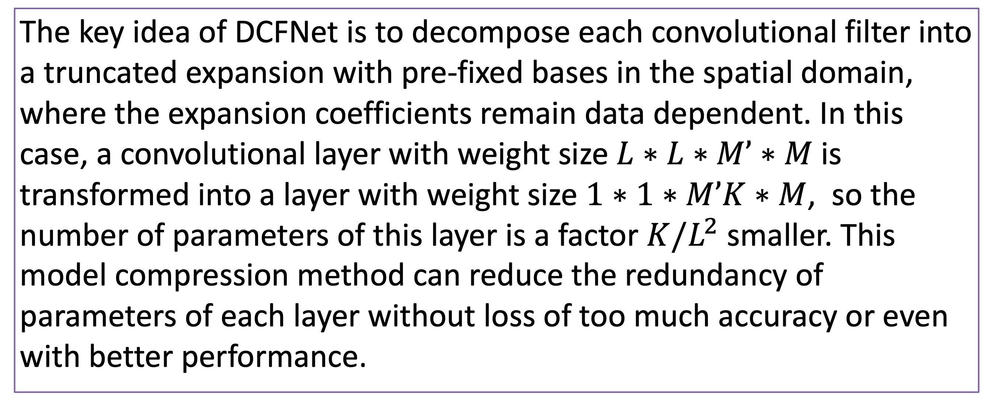 The key idea of DCFNet is to decompose each convolutional filter into
a truncated expansion with pre-fixed bases in the spatial domain,
where the expansion coefficients remain data dependent. In this
case, a convolutional layer with weight size L ∗ L ∗ M’ ∗ M is
transformed into a layer with weight size 1 ∗ 1 ∗ M’K ∗ M, so the
number of parameters of this layer is a factor K/L² smaller. This
model compression method can reduce the redundancy of
parameters of each layer without loss of too much accuracy or even
with better performance.